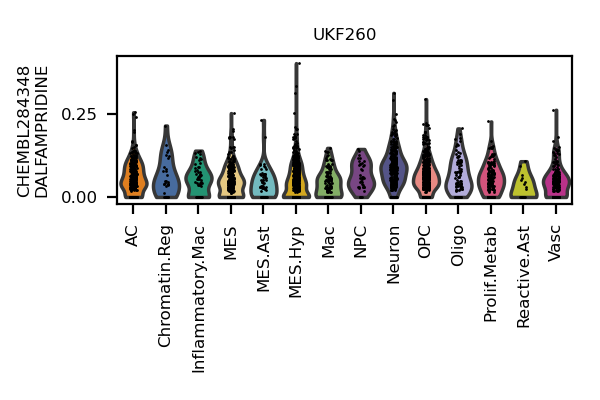 UKF260
CHEMBL284348
DALFAMPRIDINE
0.25
0.00
AC
Chromatin.Reg
Inflammatory.Mac
MES
MES.Ast
MES.Hyp
Mac
NPC
Neuron
OPC
Oligo
Prolif.Metab
Reactive.Ast
Vasc